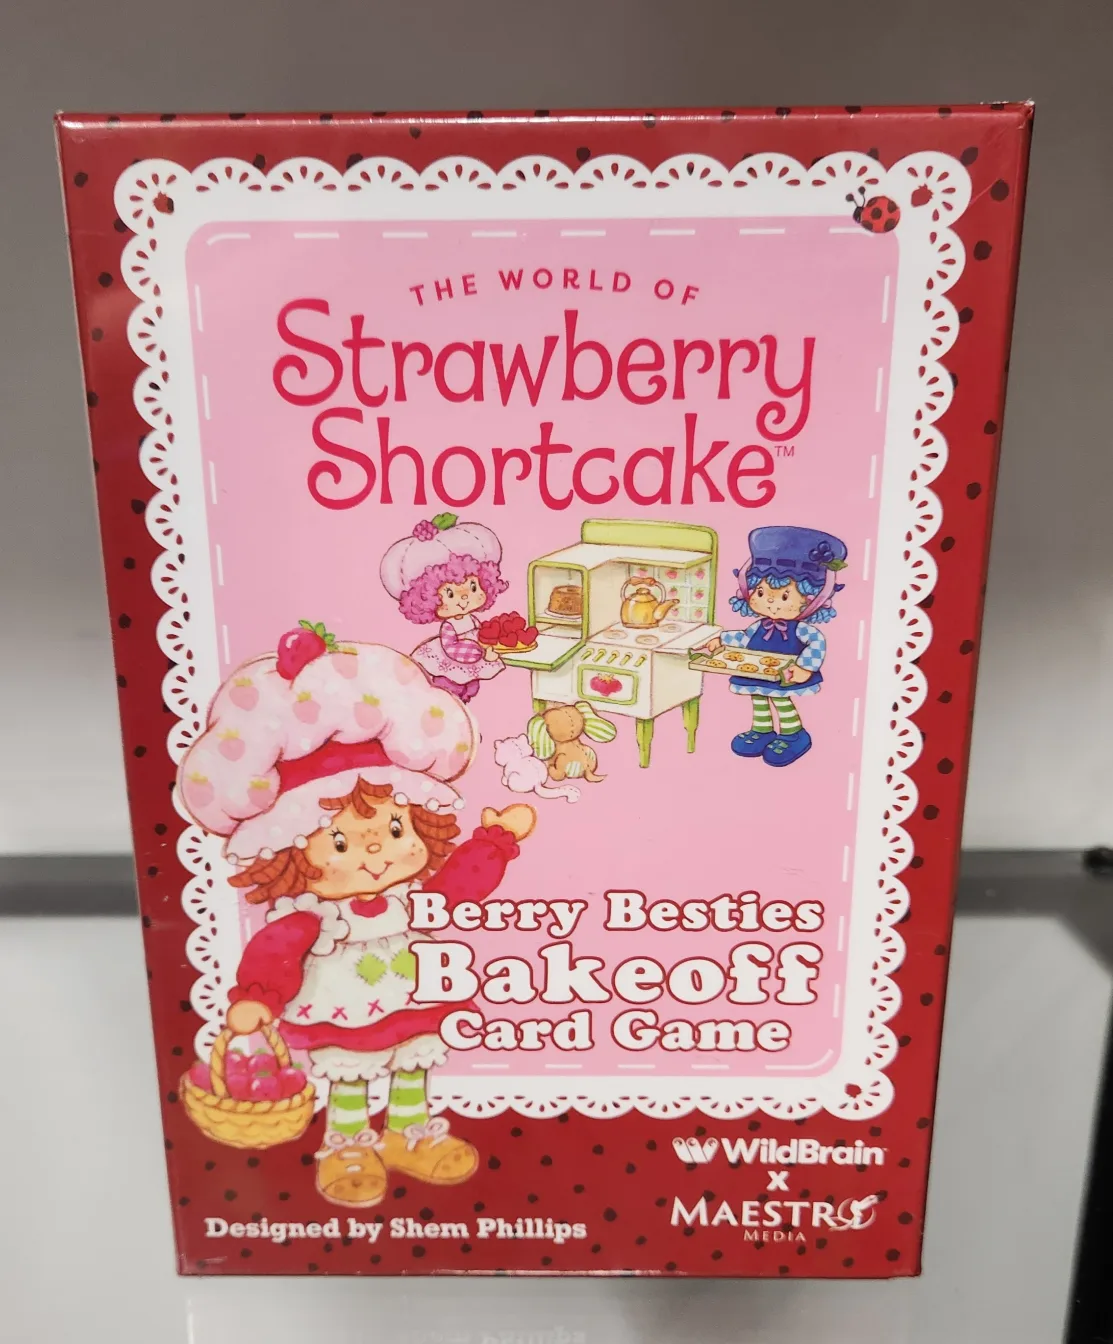 THE WORLD OF
Strawberry
Shortcake™
Berry Besties
Bakeoff
Card Game
WildBrain
x
MAESTRO
MEDIA
Designed by Shem Phillips